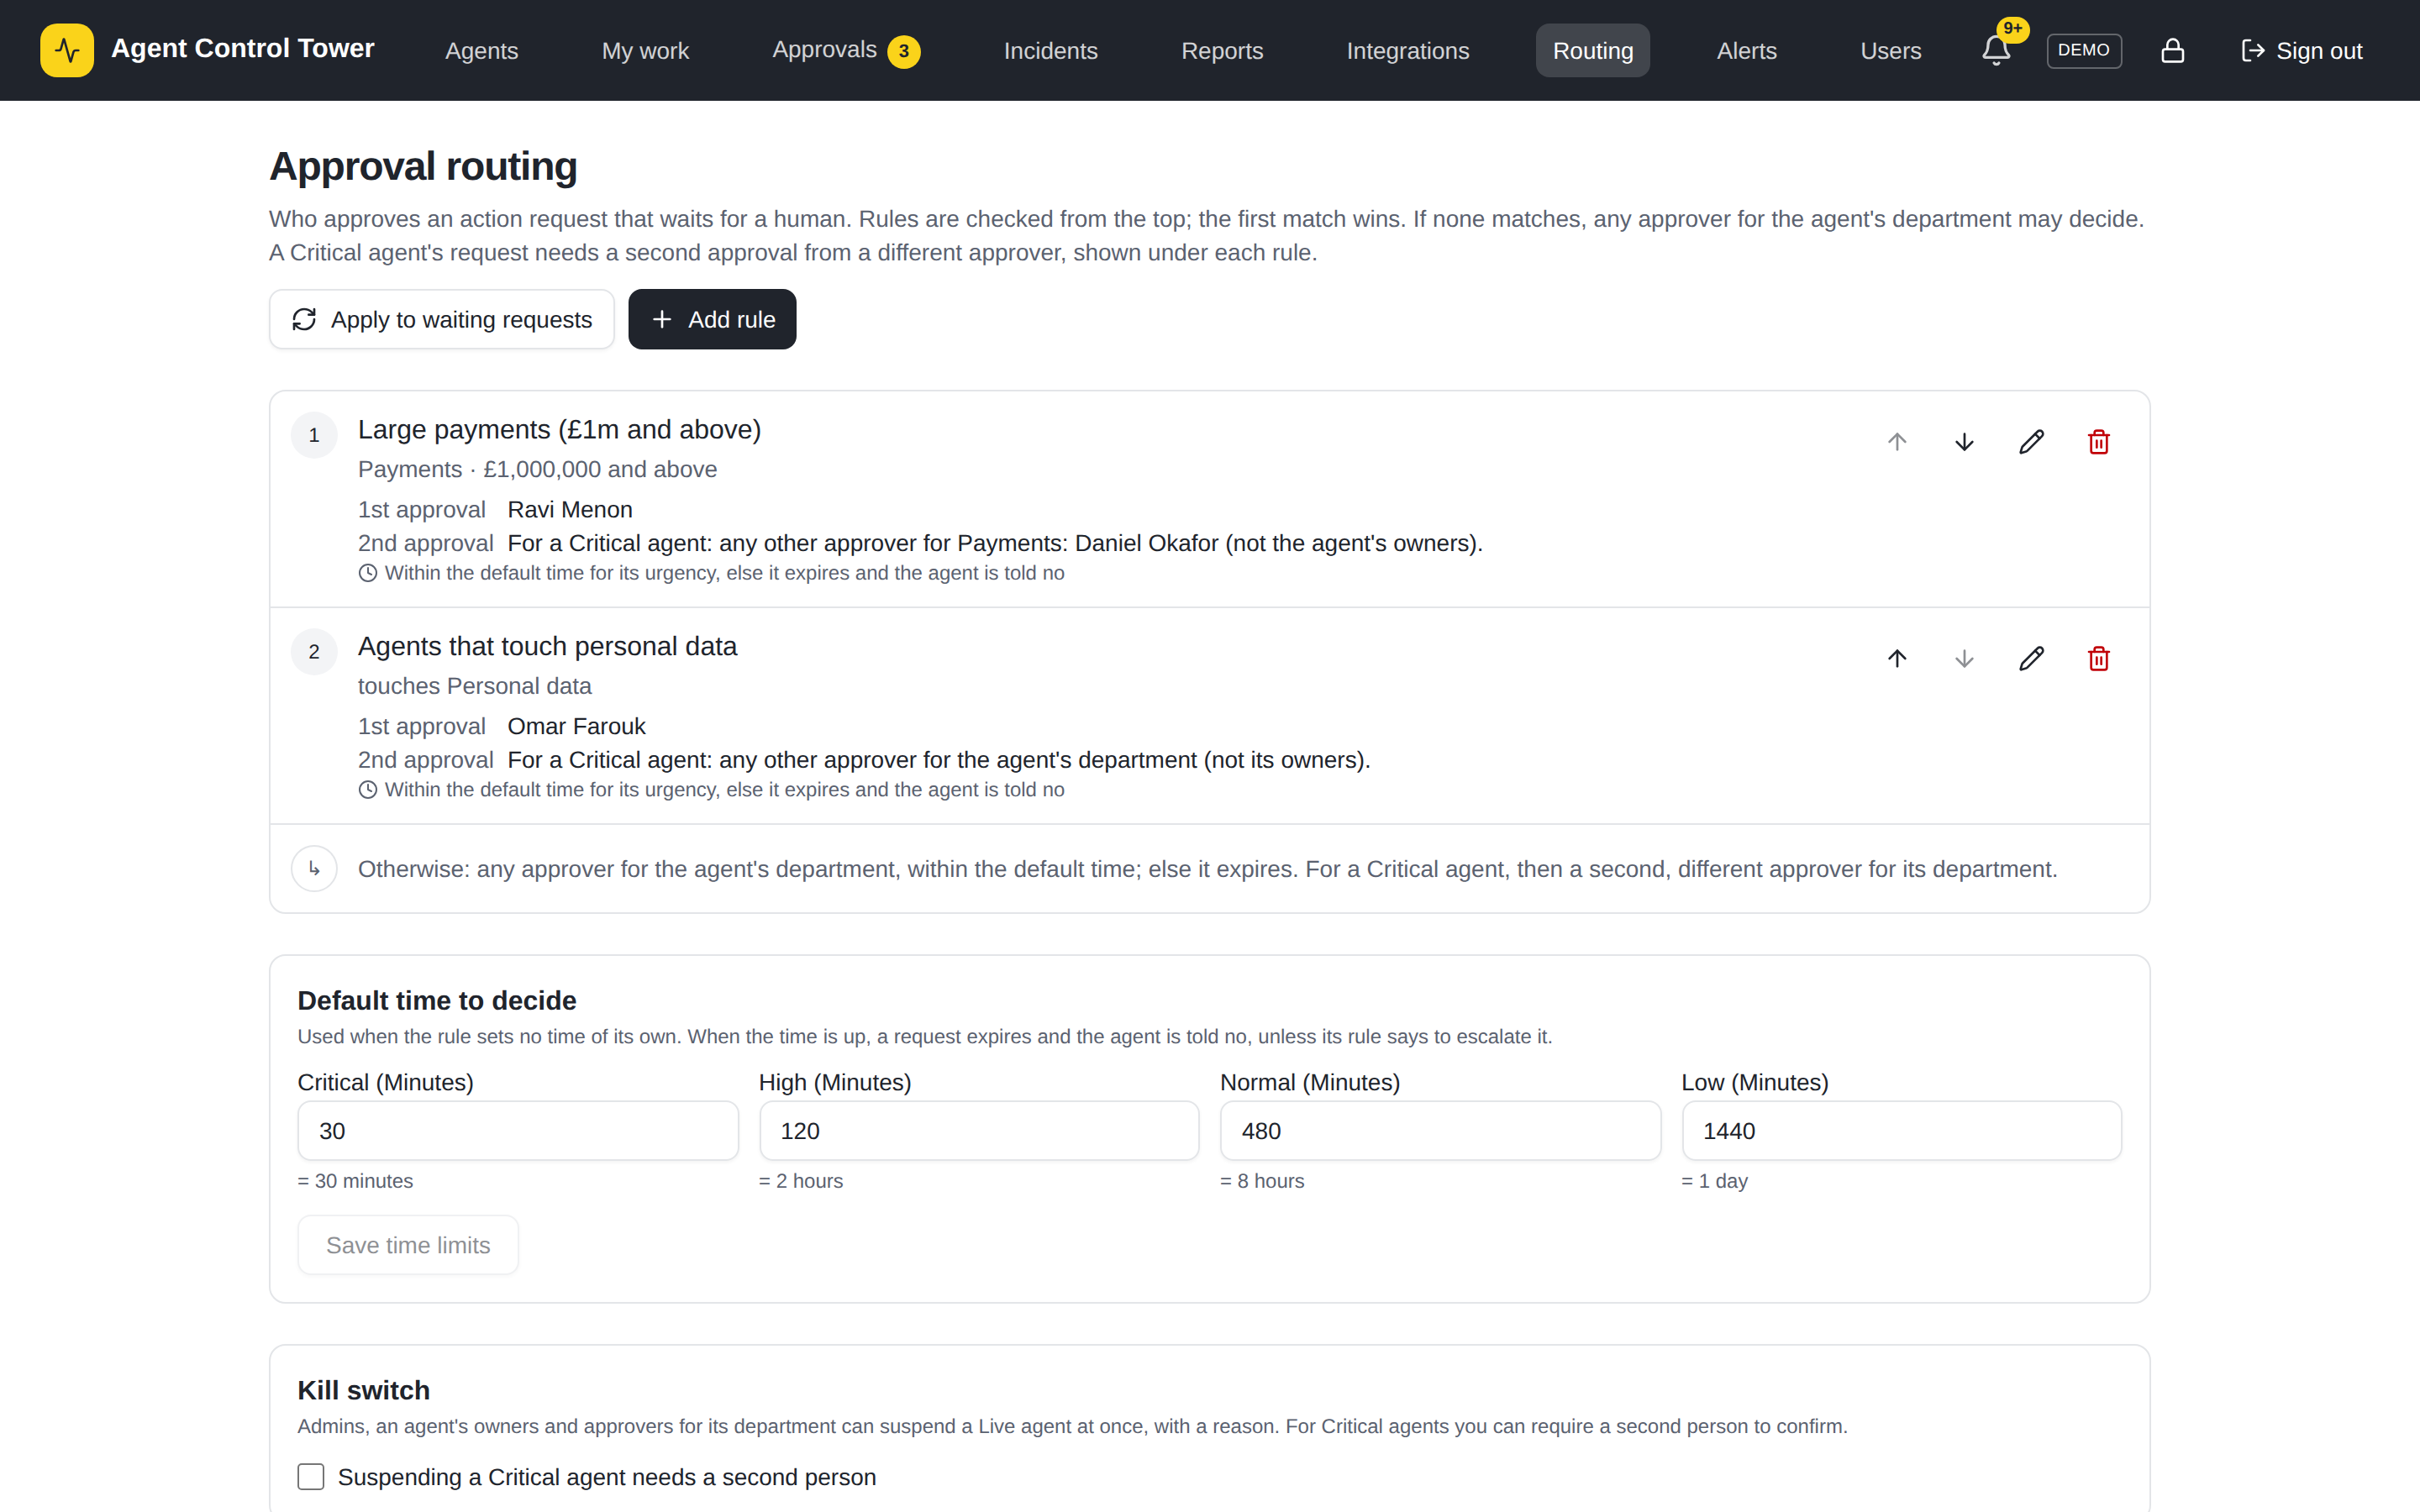 Agent Control Tower
Agents
My work
Approvals 3
Incidents
Reports
Integrations
Routing
Alerts
Users
9+
DEMO
Sign out
Approval routing
Who approves an action request that waits for a human. Rules are checked from the top; the first match wins. If none matches, any approver for the agent's department may decide.
A Critical agent's request needs a second approval from a different approver, shown under each rule.
Apply to waiting requests
Add rule
1
Large payments (£1m and above)
Payments · £1,000,000 and above
1st approval Ravi Menon
2nd approval For a Critical agent: any other approver for Payments: Daniel Okafor (not the agent's owners).
Within the default time for its urgency, else it expires and the agent is told no
2
Agents that touch personal data
touches Personal data
1st approval Omar Farouk
2nd approval For a Critical agent: any other approver for the agent's department (not its owners).
Within the default time for its urgency, else it expires and the agent is told no
↳ Otherwise: any approver for the agent's department, within the default time; else it expires. For a Critical agent, then a second, different approver for its department.
Default time to decide
Used when the rule sets no time of its own. When the time is up, a request expires and the agent is told no, unless its rule says to escalate it.
Critical (Minutes)
30
= 30 minutes
High (Minutes)
120
= 2 hours
Normal (Minutes)
480
= 8 hours
Low (Minutes)
1440
= 1 day
Save time limits
Kill switch
Admins, an agent's owners and approvers for its department can suspend a Live agent at once, with a reason. For Critical agents you can require a second person to confirm.
Suspending a Critical agent needs a second person